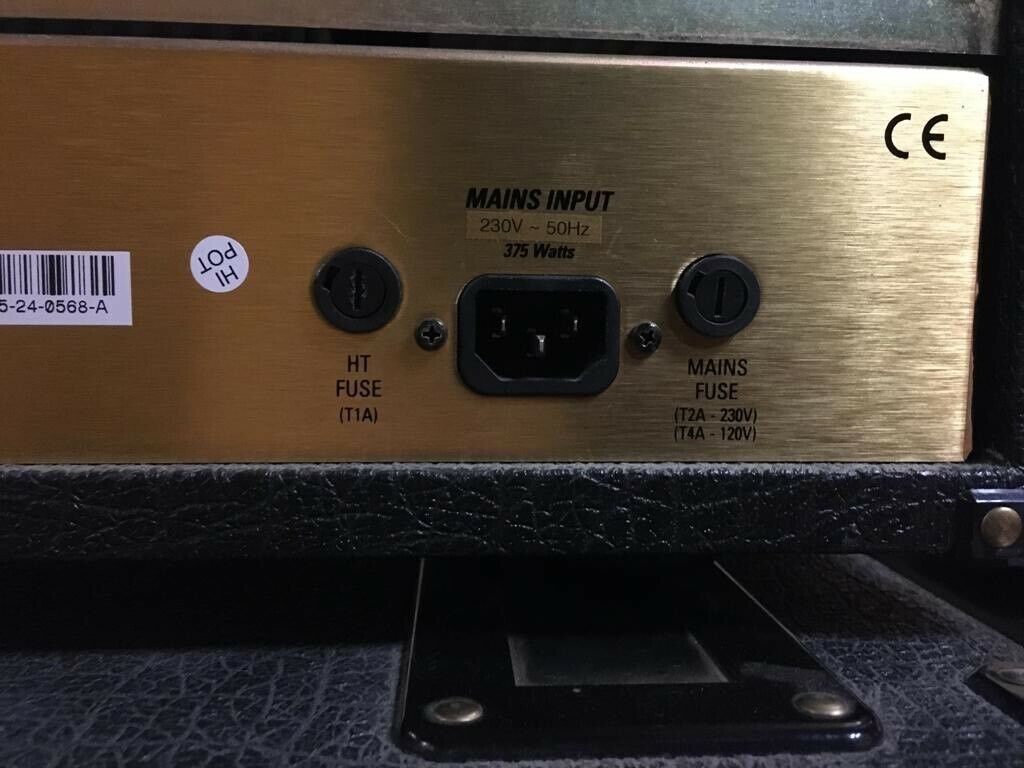 CE
MAINS INPUT
230V ~ 50Hz
375 Watts
5-24-0568-A
HI
POT
HT
FUSE
(T1A)
MAINS
FUSE
(T2A - 230V)
(T4A - 120V)